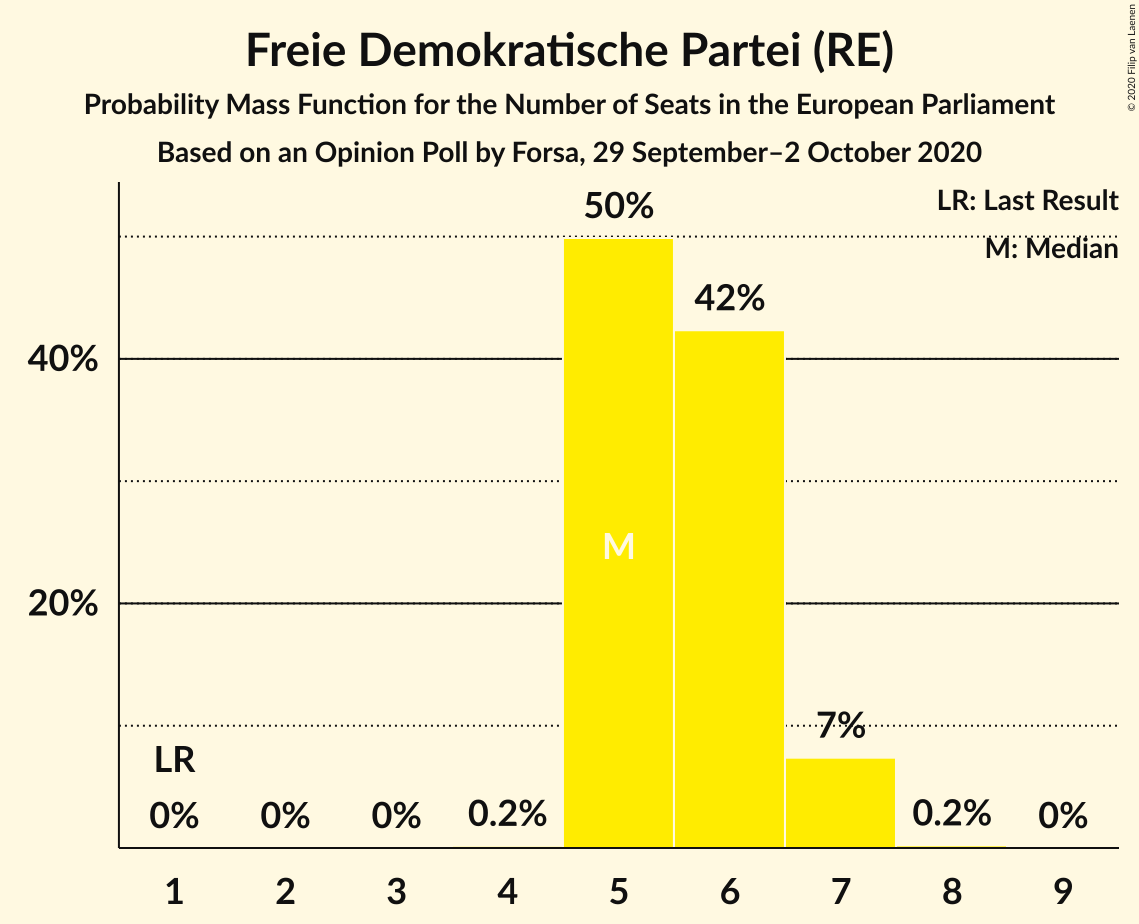 Freie Demokratische Partei (RE)
Probability Mass Function for the Number of Seats in the European Parliament
Based on an Opinion Poll by Forsa, 29 September–2 October 2020
© 2020 Filip van Laenen
LR: Last Result
M: Median
50%
42%
40%
M
20%
7%
LR
0%
0%
0%
0.2%
0.2%
0%
1 2 3 4 5 6 7 8 9